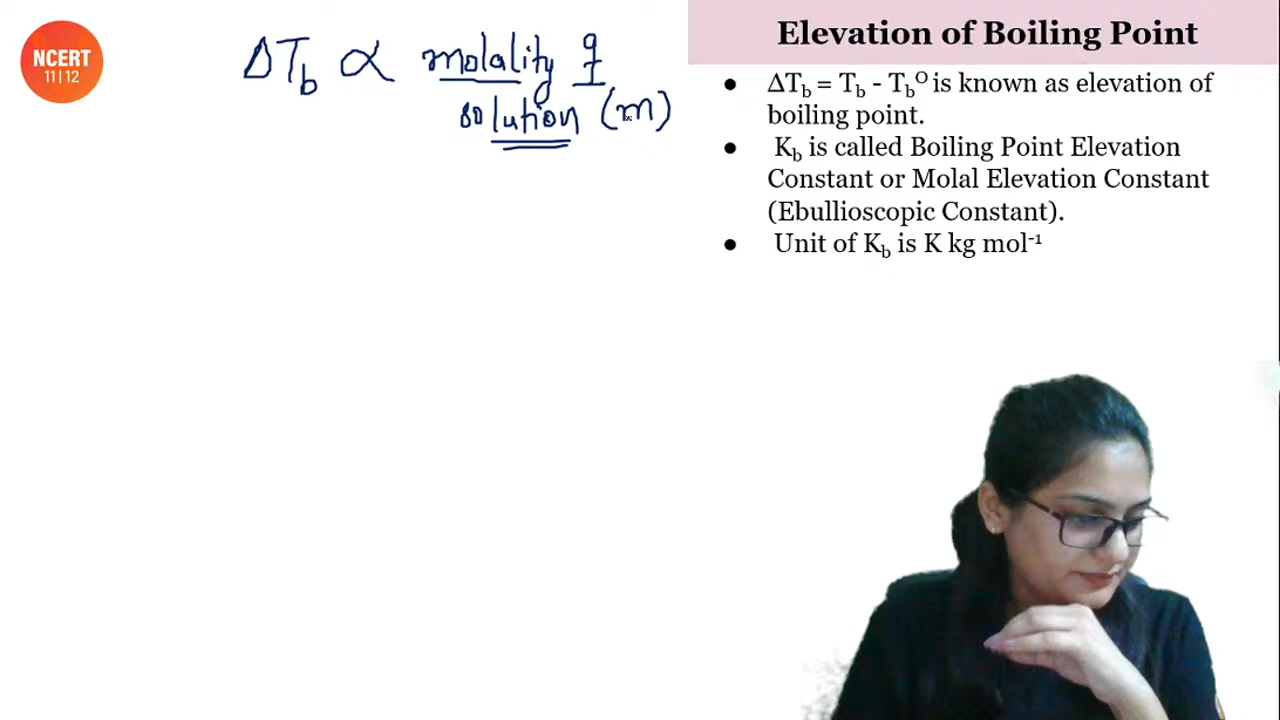 NCERT
11|12
ΔT_b ∝ molality of
solution (m)
Elevation of Boiling Point
● ΔT_b = T_b - T_b^O is known as elevation of
boiling point.
● K_b is called Boiling Point Elevation
Constant or Molal Elevation Constant
(Ebullioscopic Constant).
● Unit of K_b is K kg mol⁻¹